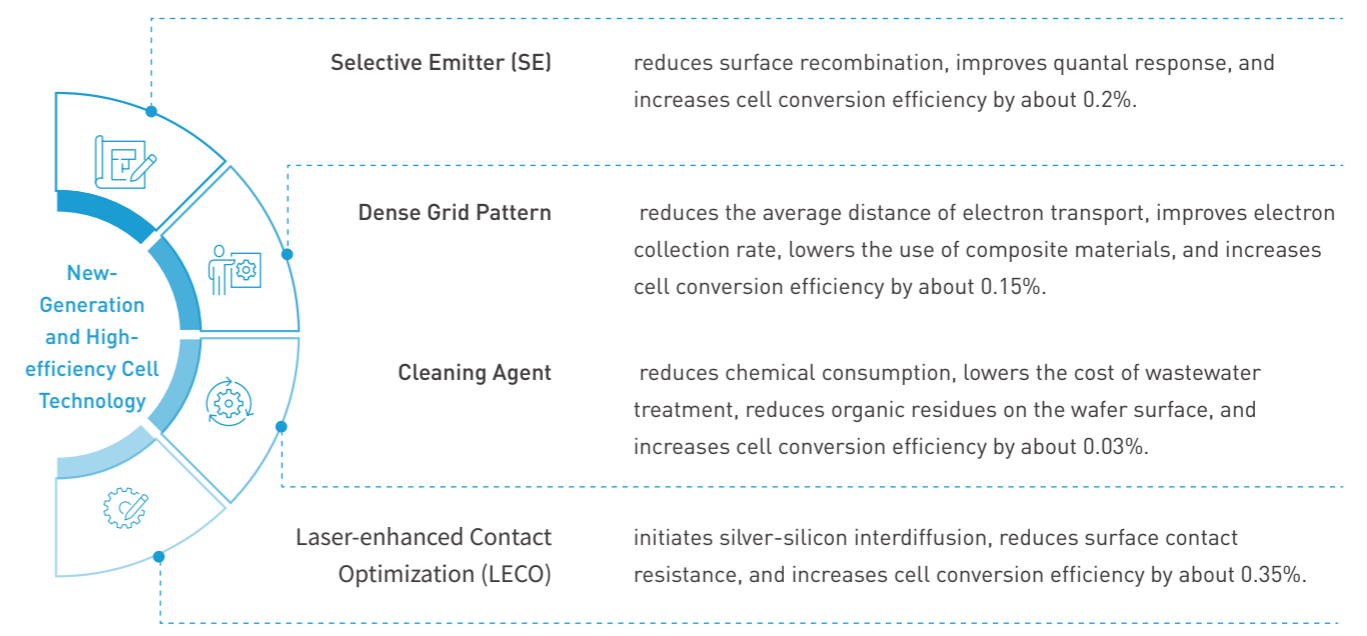 New-
Generation
and High-
efficiency Cell
Technology
Selective Emitter (SE)
reduces surface recombination, improves quantal response, and
increases cell conversion efficiency by about 0.2%.
Dense Grid Pattern
reduces the average distance of electron transport, improves electron
collection rate, lowers the use of composite materials, and increases
cell conversion efficiency by about 0.15%.
Cleaning Agent
reduces chemical consumption, lowers the cost of wastewater
treatment, reduces organic residues on the wafer surface, and
increases cell conversion efficiency by about 0.03%.
Laser-enhanced Contact
Optimization (LECO)
initiates silver-silicon interdiffusion, reduces surface contact
resistance, and increases cell conversion efficiency by about 0.35%.